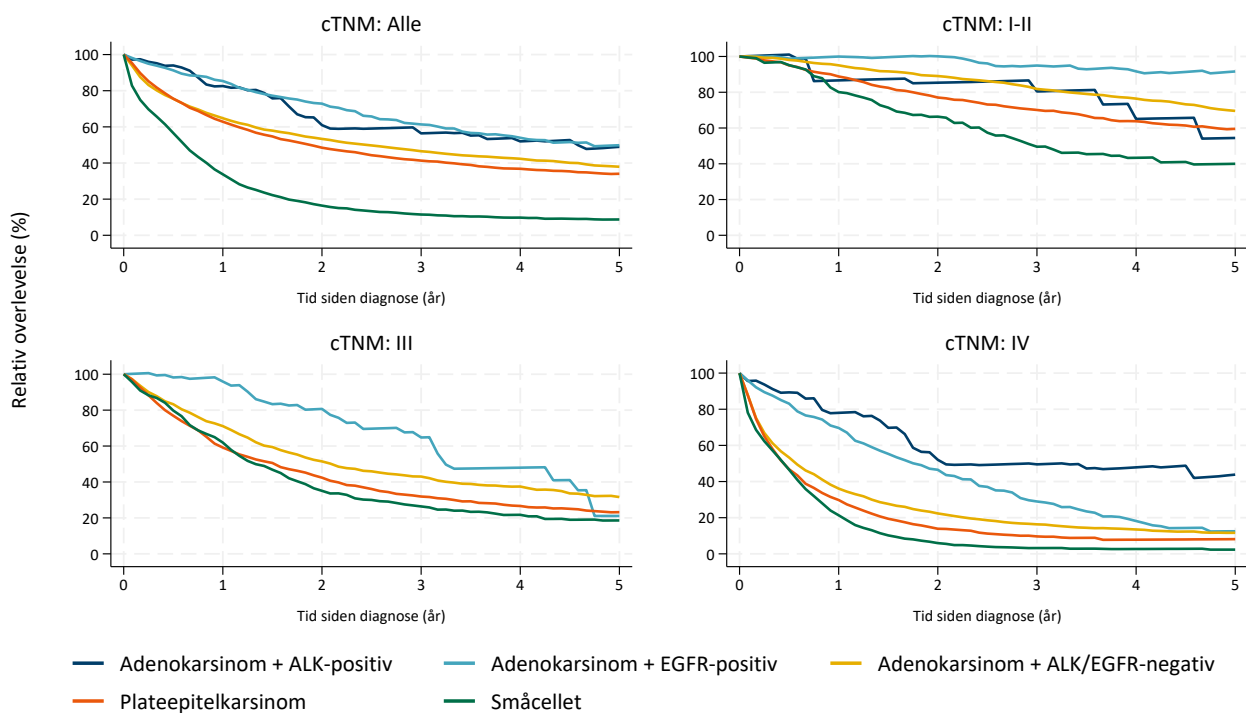 cTNM: Alle
100
80
60
40
20
0
0 1 2 3 4 5
Tid siden diagnose (år)
cTNM: I-II
100
80
60
40
20
0
0 1 2 3 4 5
Tid siden diagnose (år)
Relativ overlevelse (%)
cTNM: III
100
80
60
40
20
0
0 1 2 3 4 5
Tid siden diagnose (år)
cTNM: IV
100
80
60
40
20
0
0 1 2 3 4 5
Tid siden diagnose (år)
Adenokarsinom + ALK-positiv
Adenokarsinom + EGFR-positiv
Adenokarsinom + ALK/EGFR-negativ
Plateepitelkarsinom
Småcellet